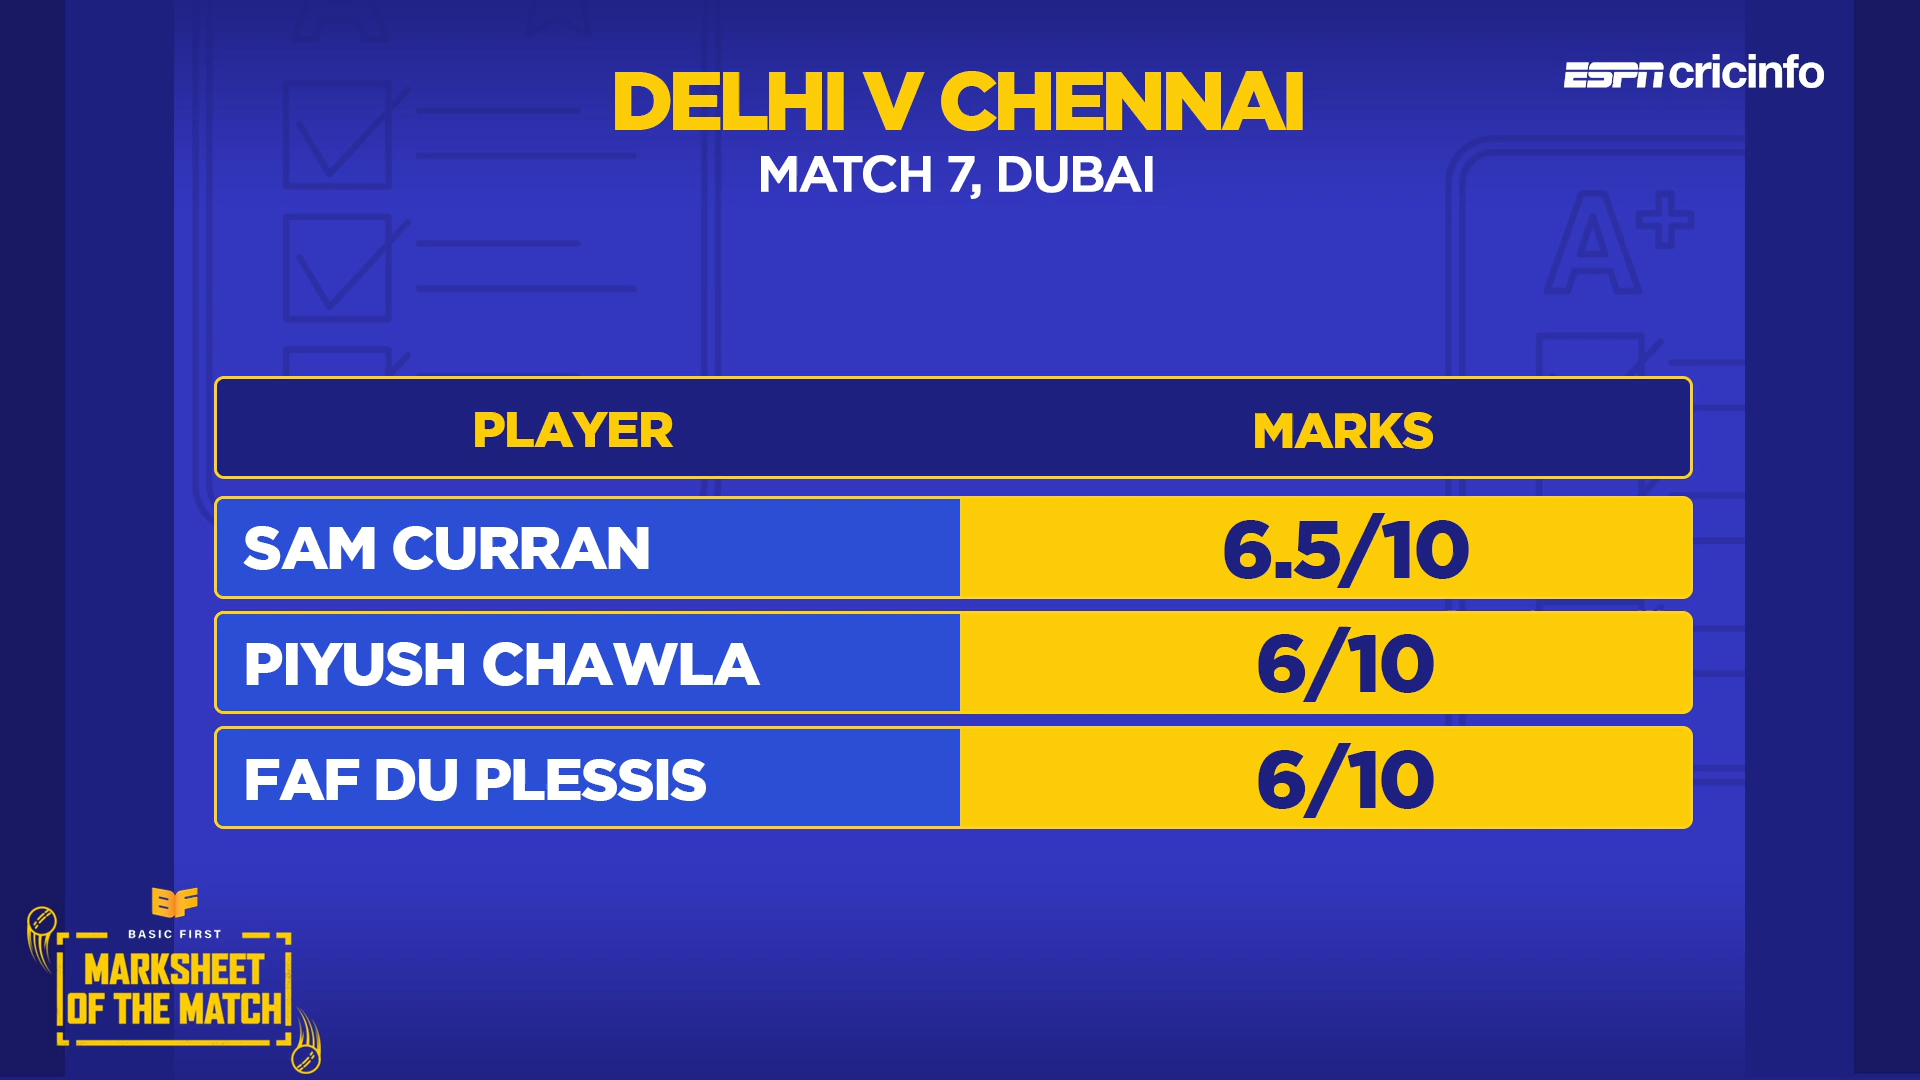 DELHI V CHENNAI
ESPN cricinfo
MATCH 7, DUBAI
A+
PLAYER MARKS
SAM CURRAN 6.5/10
PIYUSH CHAWLA 6/10
FAF DU PLESSIS 6/10
BF
BASIC FIRST
MARKSHEET
OF THE MATCH